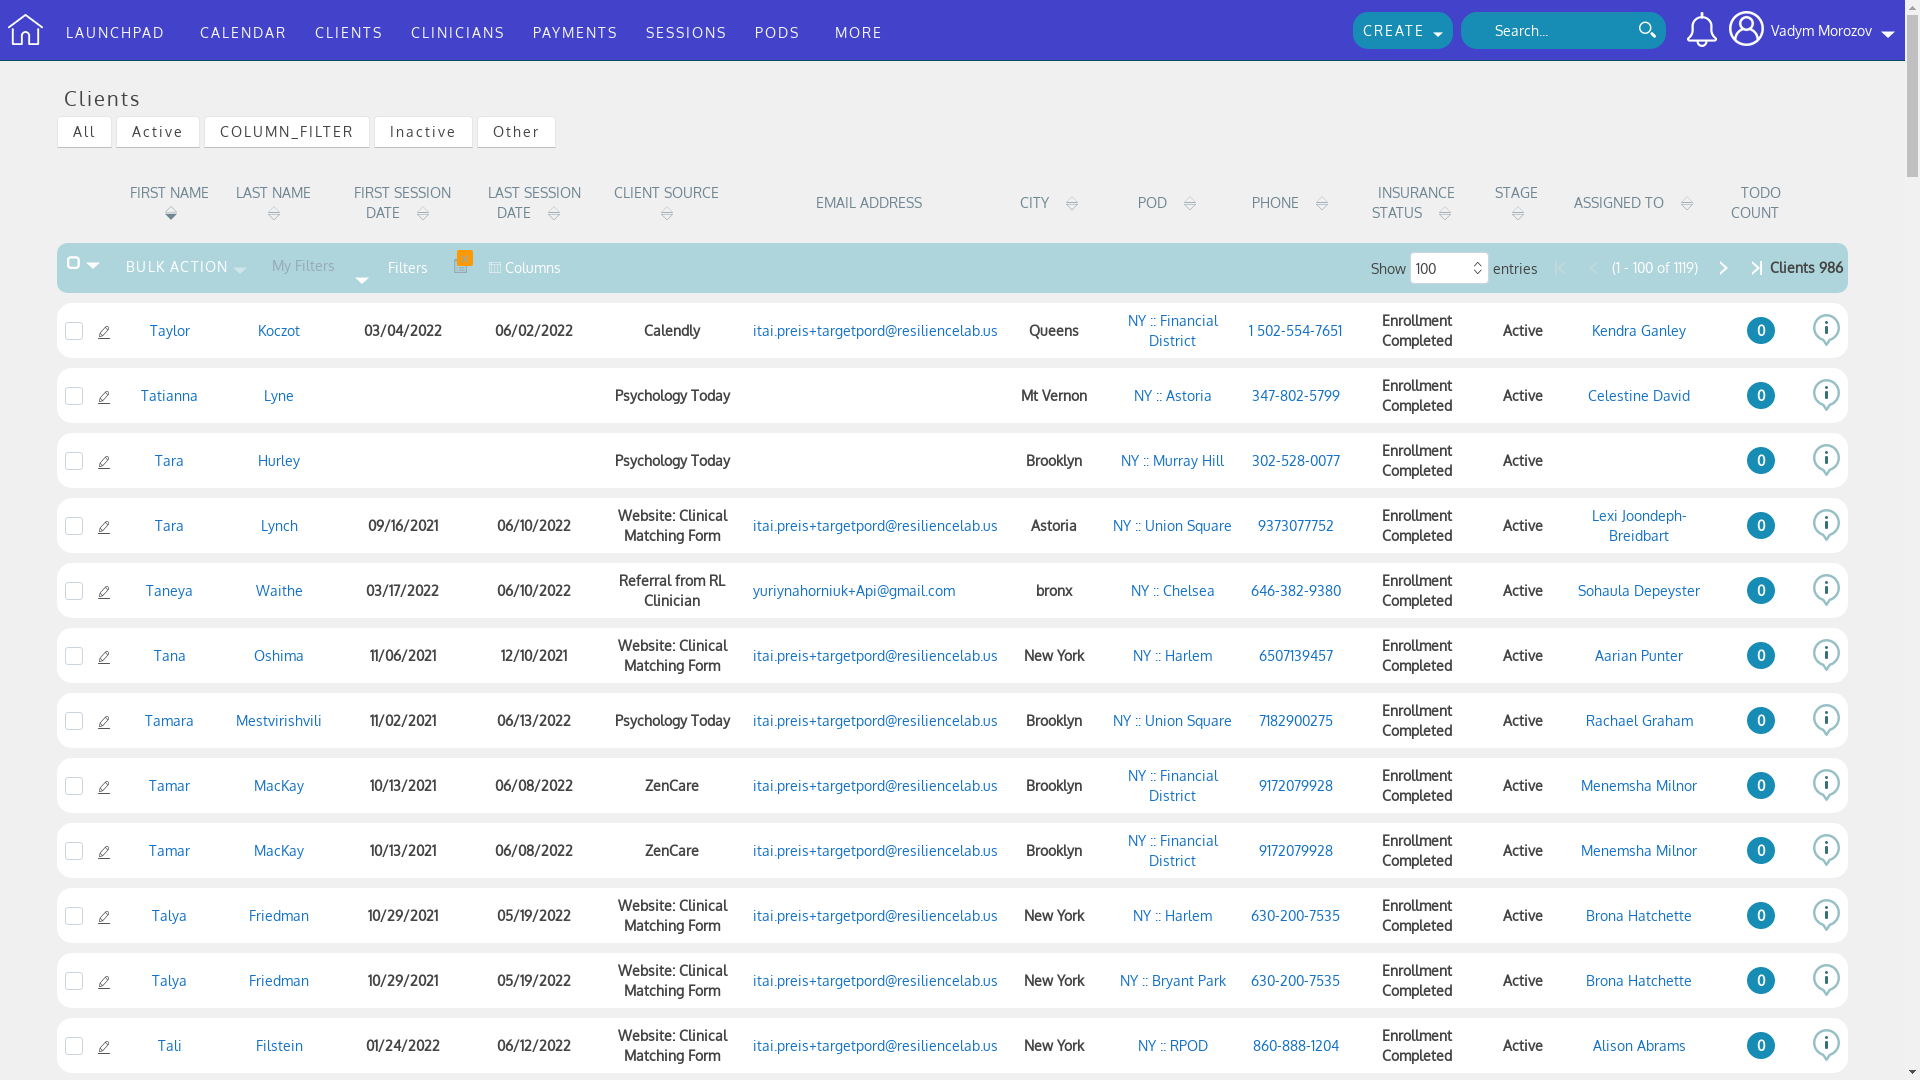 LAUNCHPAD CALENDAR CLIENTS CLINICIANS PAYMENTS SESSIONS PODS MORE CREATE Search... Vadym Morozov
Clients
All Active COLUMN_FILTER Inactive Other
FIRST NAME LAST NAME FIRST SESSION DATE LAST SESSION DATE CLIENT SOURCE EMAIL ADDRESS CITY POD PHONE INSURANCE STATUS STAGE ASSIGNED TO TODO COUNT
BULK ACTION My Filters Filters Columns Show 100 entries (1 - 100 of 1119) Clients 986
Taylor Koczot 03/04/2022 06/02/2022 Calendly itai.preis+targetpord@resiliencelab.us Queens NY :: Financial District 1 502-554-7651 Enrollment Completed Active Kendra Ganley 0
Tatianna Lyne Psychology Today Mt Vernon NY :: Astoria 347-802-5799 Enrollment Completed Active Celestine David 0
Tara Hurley Psychology Today Brooklyn NY :: Murray Hill 302-528-0077 Enrollment Completed Active 0
Tara Lynch 09/16/2021 06/10/2022 Website: Clinical Matching Form itai.preis+targetpord@resiliencelab.us Astoria NY :: Union Square 9373077752 Enrollment Completed Active Lexi Joondeph-Breidbart 0
Taneya Waithe 03/17/2022 06/10/2022 Referral from RL Clinician yuriynahorniuk+Api@gmail.com bronx NY :: Chelsea 646-382-9380 Enrollment Completed Active Sohaula Depeyster 0
Tana Oshima 11/06/2021 12/10/2021 Website: Clinical Matching Form itai.preis+targetpord@resiliencelab.us New York NY :: Harlem 6507139457 Enrollment Completed Active Aarian Punter 0
Tamara Mestvirishvili 11/02/2021 06/13/2022 Psychology Today itai.preis+targetpord@resiliencelab.us Brooklyn NY :: Union Square 7182900275 Enrollment Completed Active Rachael Graham 0
Tamar MacKay 10/13/2021 06/08/2022 ZenCare itai.preis+targetpord@resiliencelab.us Brooklyn NY :: Financial District 9172079928 Enrollment Completed Active Menemsha Milnor 0
Tamar MacKay 10/13/2021 06/08/2022 ZenCare itai.preis+targetpord@resiliencelab.us Brooklyn NY :: Financial District 9172079928 Enrollment Completed Active Menemsha Milnor 0
Talya Friedman 10/29/2021 05/19/2022 Website: Clinical Matching Form itai.preis+targetpord@resiliencelab.us New York NY :: Harlem 630-200-7535 Enrollment Completed Active Brona Hatchette 0
Talya Friedman 10/29/2021 05/19/2022 Website: Clinical Matching Form itai.preis+targetpord@resiliencelab.us New York NY :: Bryant Park 630-200-7535 Enrollment Completed Active Brona Hatchette 0
Tali Filstein 01/24/2022 06/12/2022 Website: Clinical Matching Form itai.preis+targetpord@resiliencelab.us New York NY :: RPOD 860-888-1204 Enrollment Completed Active Alison Abrams 0